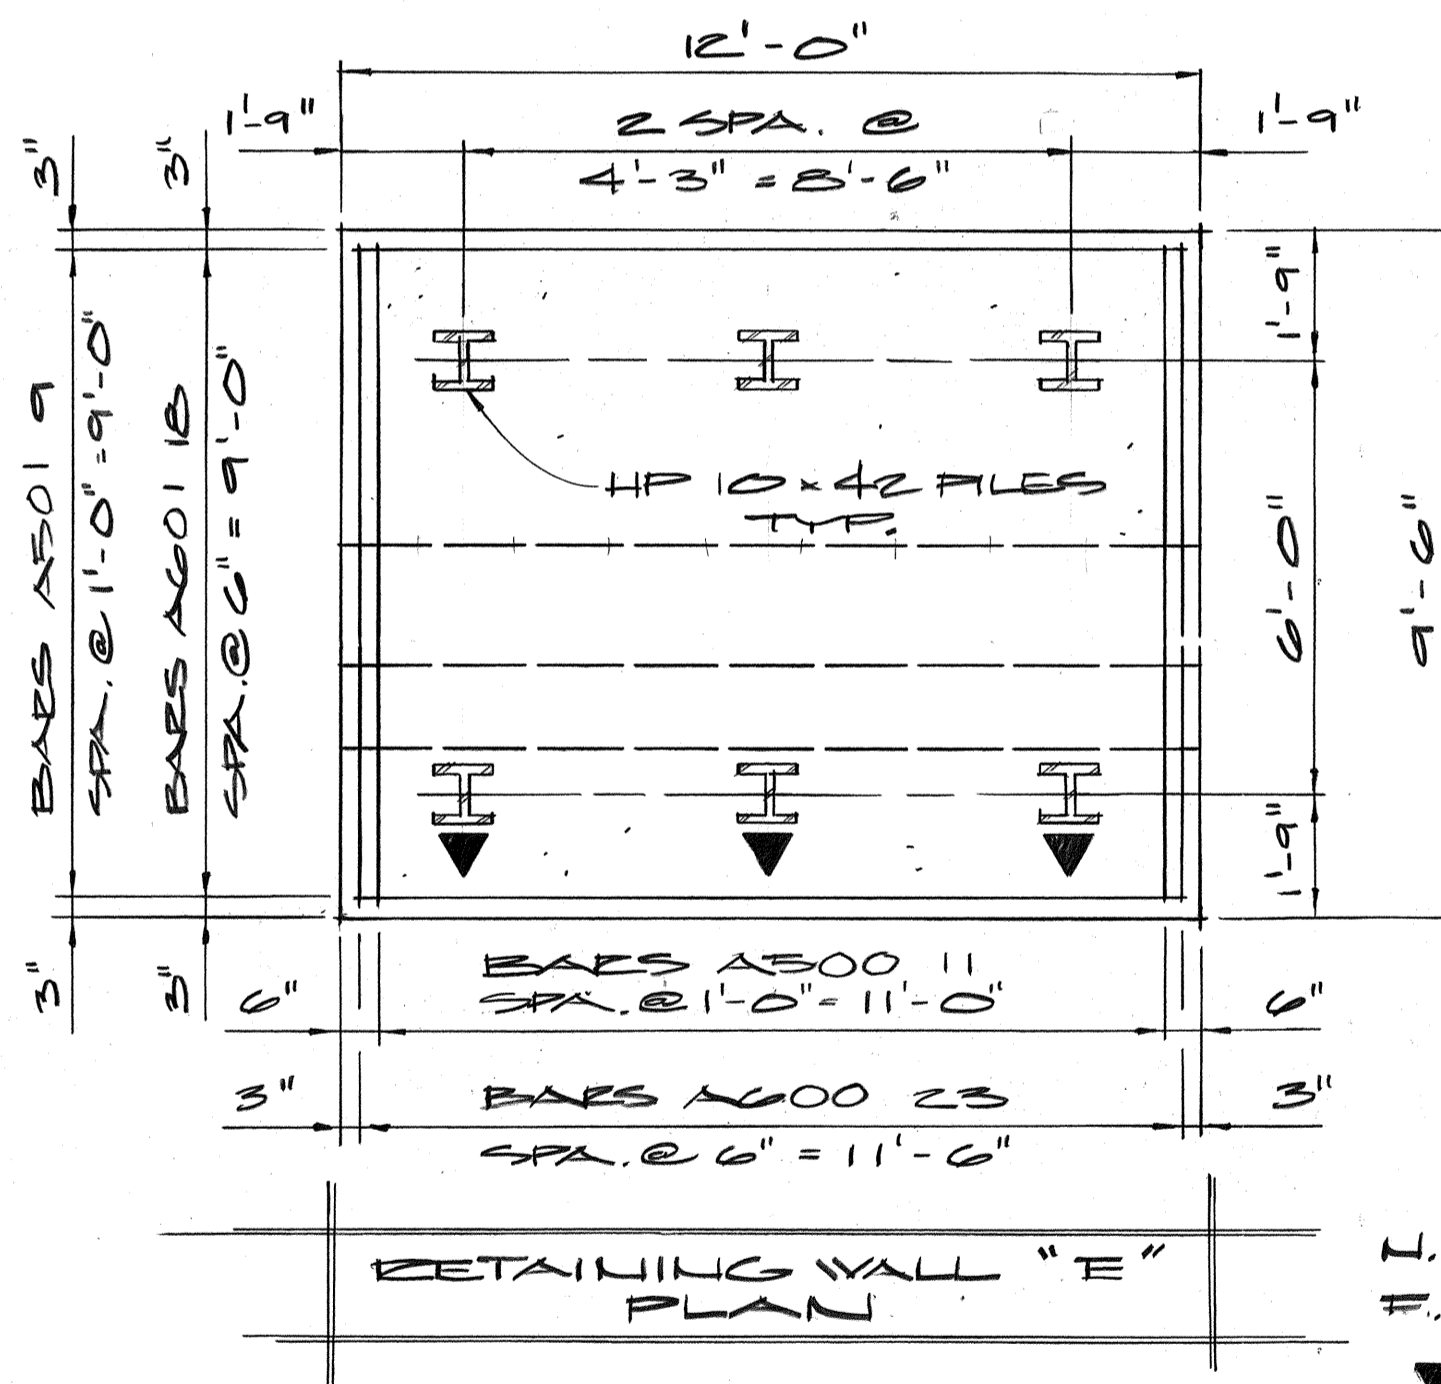 12'-0"
1'-9"
2 SPA. @
4'-3" = 8'-6"
1'-9"
3"
3"
BARS A501 9
SPA. @ 1'-0" = 9'-0"
BARS A601 18
SPA. @ 6" = 9'-0"
3"
3"
HP 10 x 42 PILES
TYP.
1'-9"
6'-0"
1'-9"
9'-6"
BARS A500 11
SPA. @ 1'-0" = 11'-0"
6"
6"
3"
BARS A600 23
SPA. @ 6" = 11'-6"
3"
RETAINING WALL "E"
PLAN
N.
F.